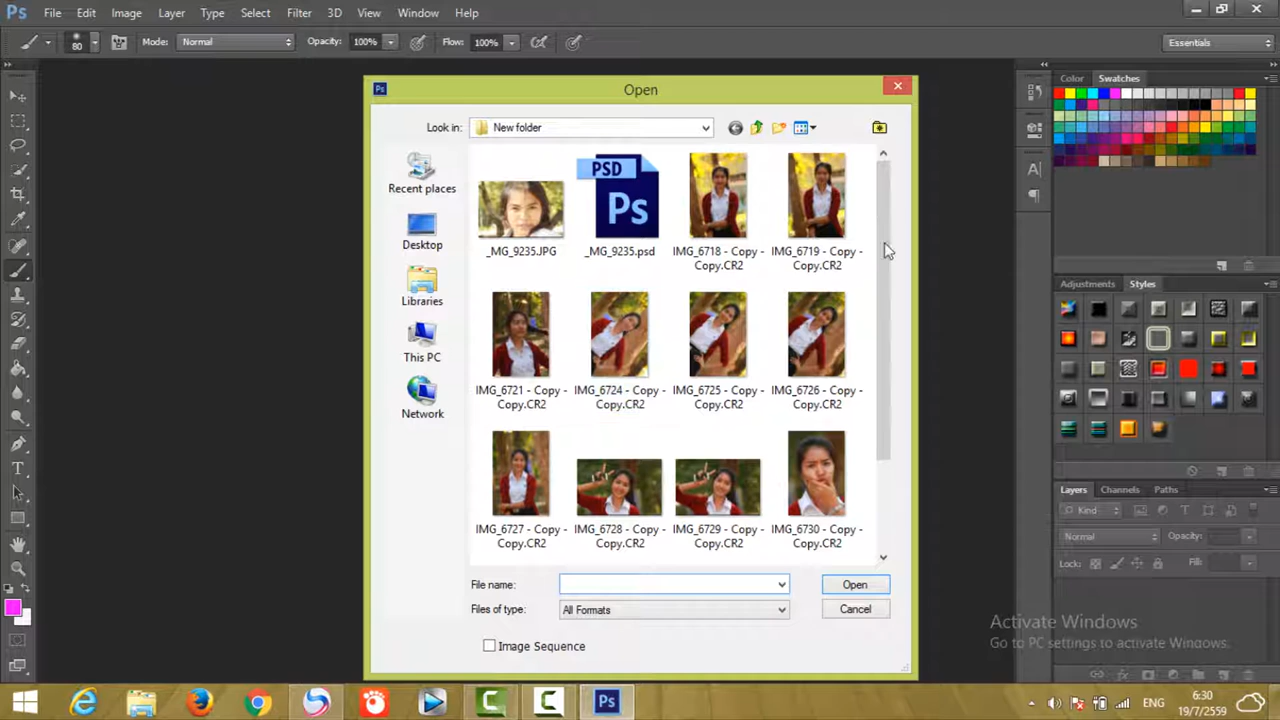 Ps File Edit Image Layer Type Select Filter 3D View Window Help
80 Mode: Normal Opacity: 100% Flow: 100% Essentials
Ps Open
Color Swatches
Look in: New folder
Recent places
Desktop
Libraries
This PC
Network
PSD
Ps
_MG_9235.JPG
_MG_9235.psd
IMG_6718 - Copy -
Copy.CR2
IMG_6719 - Copy -
Copy.CR2
IMG_6721 - Copy -
Copy.CR2
IMG_6724 - Copy -
Copy.CR2
IMG_6725 - Copy -
Copy.CR2
IMG_6726 - Copy -
Copy.CR2
IMG_6727 - Copy -
Copy.CR2
IMG_6728 - Copy -
Copy.CR2
IMG_6729 - Copy -
Copy.CR2
IMG_6730 - Copy -
Copy.CR2
File name: Open
Files of type: All Formats Cancel
Image Sequence
Adjustments Styles
Layers Channels Paths
Kind
Normal Opacity:
Lock: Fill:
Activate Windows
Go to PC settings to activate Windows.
Ps ENG 6:30
19/7/2559